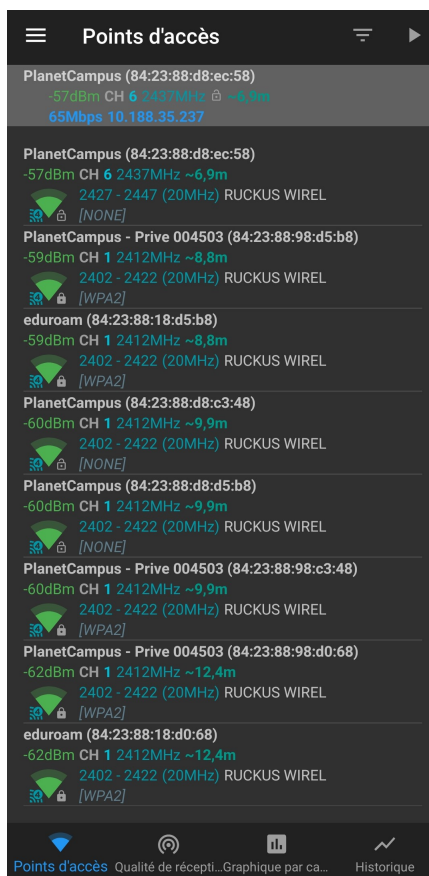 Points d'accès
PlanetCampus (84:23:88:d8:ec:58)
-57dBm CH 6 2437MHz ~6,9m
65Mbps 10.188.35.237
PlanetCampus (84:23:88:d8:ec:58)
-57dBm CH 6 2437MHz ~6,9m
2427 - 2447 (20MHz) RUCKUS WIREL
4 [NONE]
PlanetCampus - Prive 004503 (84:23:88:98:d5:b8)
-59dBm CH 1 2412MHz ~8,8m
2402 - 2422 (20MHz) RUCKUS WIREL
4 [WPA2]
eduroam (84:23:88:18:d5:b8)
-59dBm CH 1 2412MHz ~8,8m
2402 - 2422 (20MHz) RUCKUS WIREL
4 [WPA2]
PlanetCampus (84:23:88:d8:c3:48)
-60dBm CH 1 2412MHz ~9,9m
2402 - 2422 (20MHz) RUCKUS WIREL
4 [NONE]
PlanetCampus (84:23:88:d8:d5:b8)
-60dBm CH 1 2412MHz ~9,9m
2402 - 2422 (20MHz) RUCKUS WIREL
4 [NONE]
PlanetCampus - Prive 004503 (84:23:88:98:c3:48)
-60dBm CH 1 2412MHz ~9,9m
2402 - 2422 (20MHz) RUCKUS WIREL
4 [WPA2]
PlanetCampus - Prive 004503 (84:23:88:98:d0:68)
-62dBm CH 1 2412MHz ~12,4m
2402 - 2422 (20MHz) RUCKUS WIREL
4 [WPA2]
eduroam (84:23:88:18:d0:68)
-62dBm CH 1 2412MHz ~12,4m
2402 - 2422 (20MHz) RUCKUS WIREL
4 [WPA2]
Points d'accès Qualité de récepti... Graphique par ca... Historique